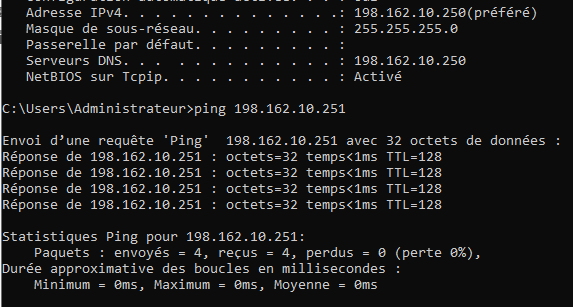 Adresse IPv4. . . . . . . . . . . . . .: 198.162.10.250(préféré)
Masque de sous-réseau. . . . . . . . . : 255.255.255.0
Passerelle par défaut. . . . . . . . . :
Serveurs DNS. . . . . . . . . . . . . : 198.162.10.250
NetBIOS sur Tcpip. . . . . . . . . . . : Activé
C:\Users\Administrateur>ping 198.162.10.251
Envoi d’une requête 'Ping'  198.162.10.251 avec 32 octets de données :
Réponse de 198.162.10.251 : octets=32 temps<1ms TTL=128
Réponse de 198.162.10.251 : octets=32 temps<1ms TTL=128
Réponse de 198.162.10.251 : octets=32 temps<1ms TTL=128
Réponse de 198.162.10.251 : octets=32 temps<1ms TTL=128
Statistiques Ping pour 198.162.10.251:
Paquets : envoyés = 4, reçus = 4, perdus = 0 (perte 0%),
Durée approximative des boucles en millisecondes :
Minimum = 0ms, Maximum = 0ms, Moyenne = 0ms